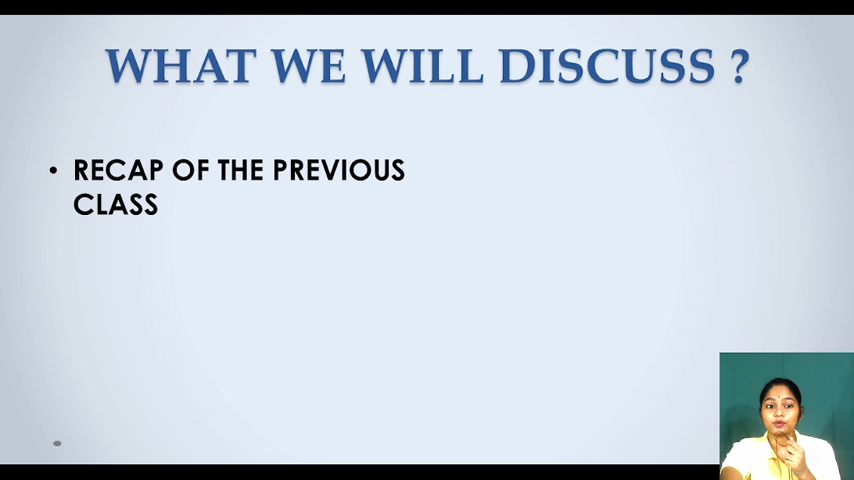 WHAT WE WILL DISCUSS ?
• RECAP OF THE PREVIOUS
CLASS